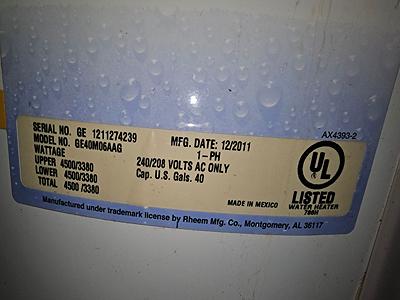 AX4393-2
SERIAL NO. GE 1211274239 MFG. DATE: 12/2011
MODEL NO. GE40M06AAG 1-PH
WATTAGE 240/208 VOLTS AC ONLY
UPPER 4500/3380 Cap. U.S. Gals. 40
LOWER 4500/3380
TOTAL 4500 /3380
UL
LISTED
WATER HEATER
786H
MADE IN MEXICO
Manufactured under trademark license by Rheem Mfg. Co., Montgomery, AL 36117